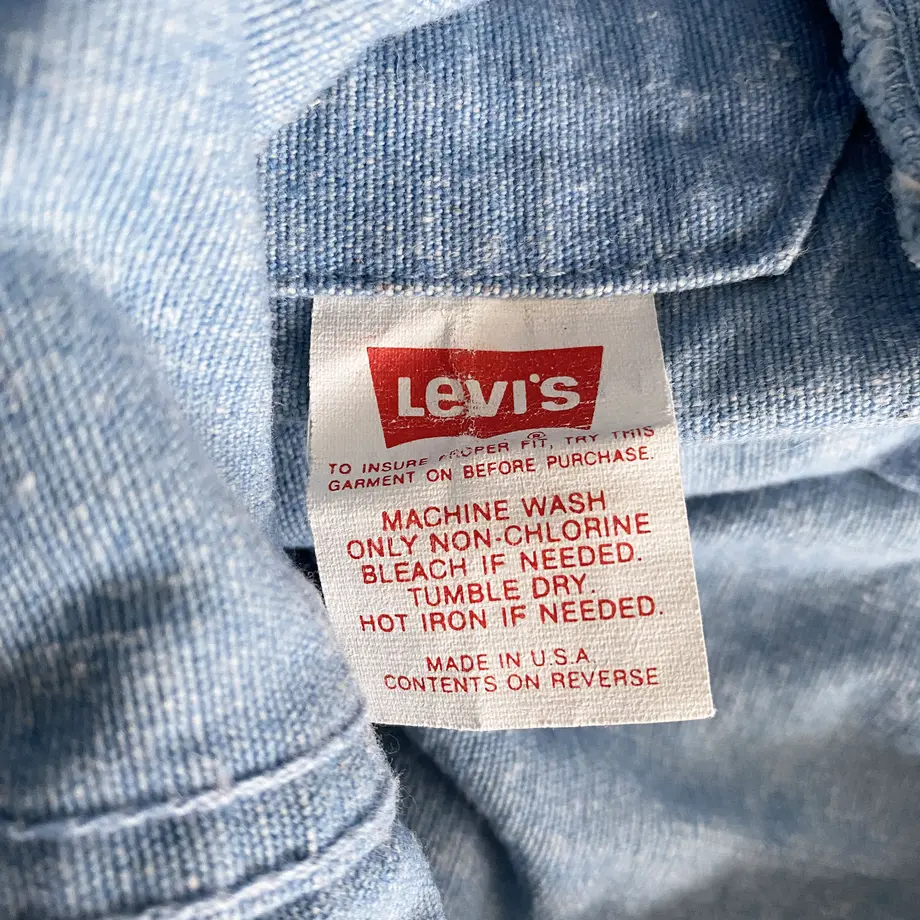 LEVI'S
®
TO INSURE PROPER FIT, TRY THIS
GARMENT ON BEFORE PURCHASE.
MACHINE WASH
ONLY NON-CHLORINE
BLEACH IF NEEDED.
TUMBLE DRY.
HOT IRON IF NEEDED.
MADE IN U.S.A.
CONTENTS ON REVERSE